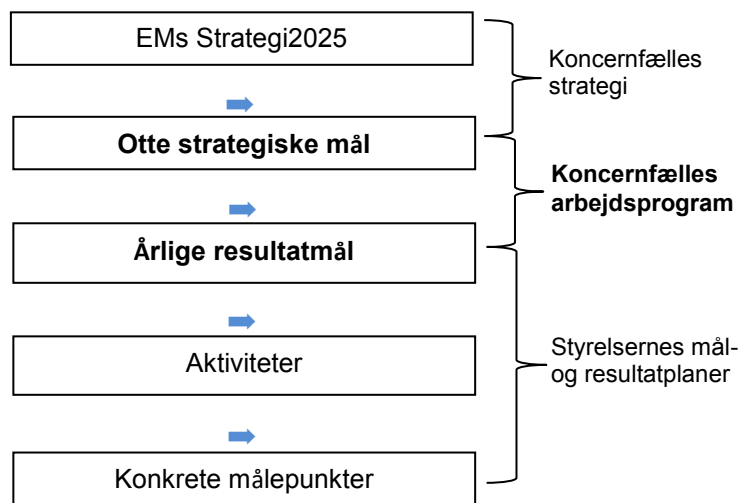 EMs Strategi2025
Koncernfælles
strategi
Otte strategiske mål
Koncernfælles
arbejdsprogram
Årlige resultatmål
Aktiviteter
Styrelsernes mål-
og resultatplaner
Konkrete målepunkter